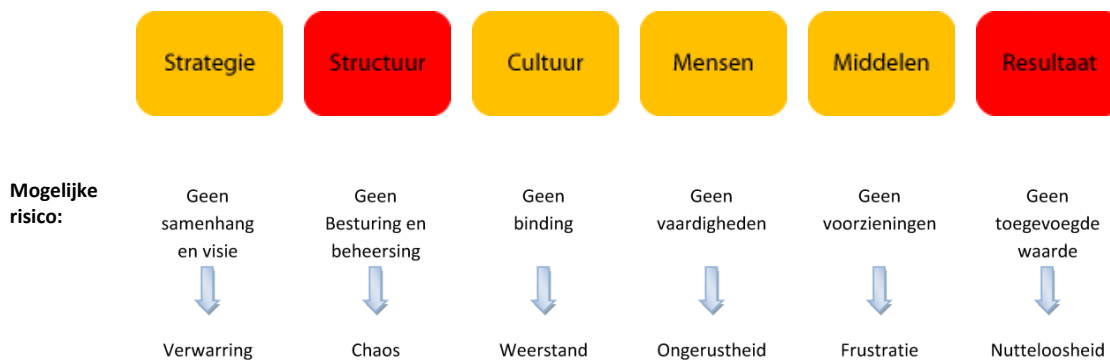 Strategie
Structuur
Cultuur
Mensen
Middelen
Resultaat
Mogelijke
risico:
Geen
samenhang
en visie
Geen
Besturing en
beheersing
Geen
binding
Geen
vaardigheden
Geen
voorzieningen
Geen
toegevoegde
waarde
Verwarring
Chaos
Weerstand
Ongerustheid
Frustratie
Nutteloosheid